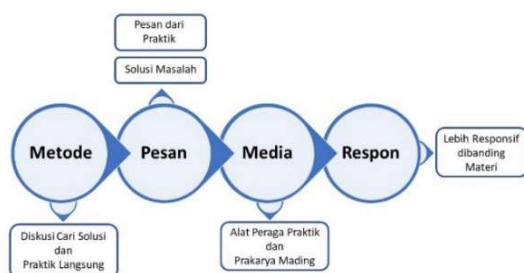 Pesan dari
Praktik
Solusi Masalah
Metode
Pesan
Media
Respon
Lebih Responsif
dibanding
Materi
Diskusi Cari Solusi
dan
Praktik Langsung
Alat Peraga Praktik
dan
Prakarya Mading